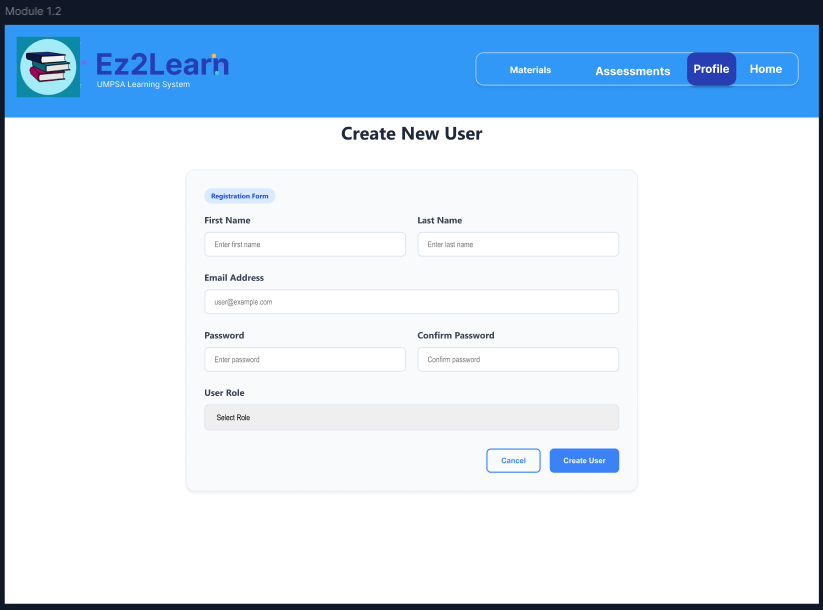 Module 1.2
Ez2Learn
UMPSA Learning System
Materials Assessments Profile Home
Create New User
Registration Form
First Name Last Name
Enter first name Enter last name
Email Address
user@example.com
Password Confirm Password
Enter password Confirm password
User Role
Select Role
Cancel Create User